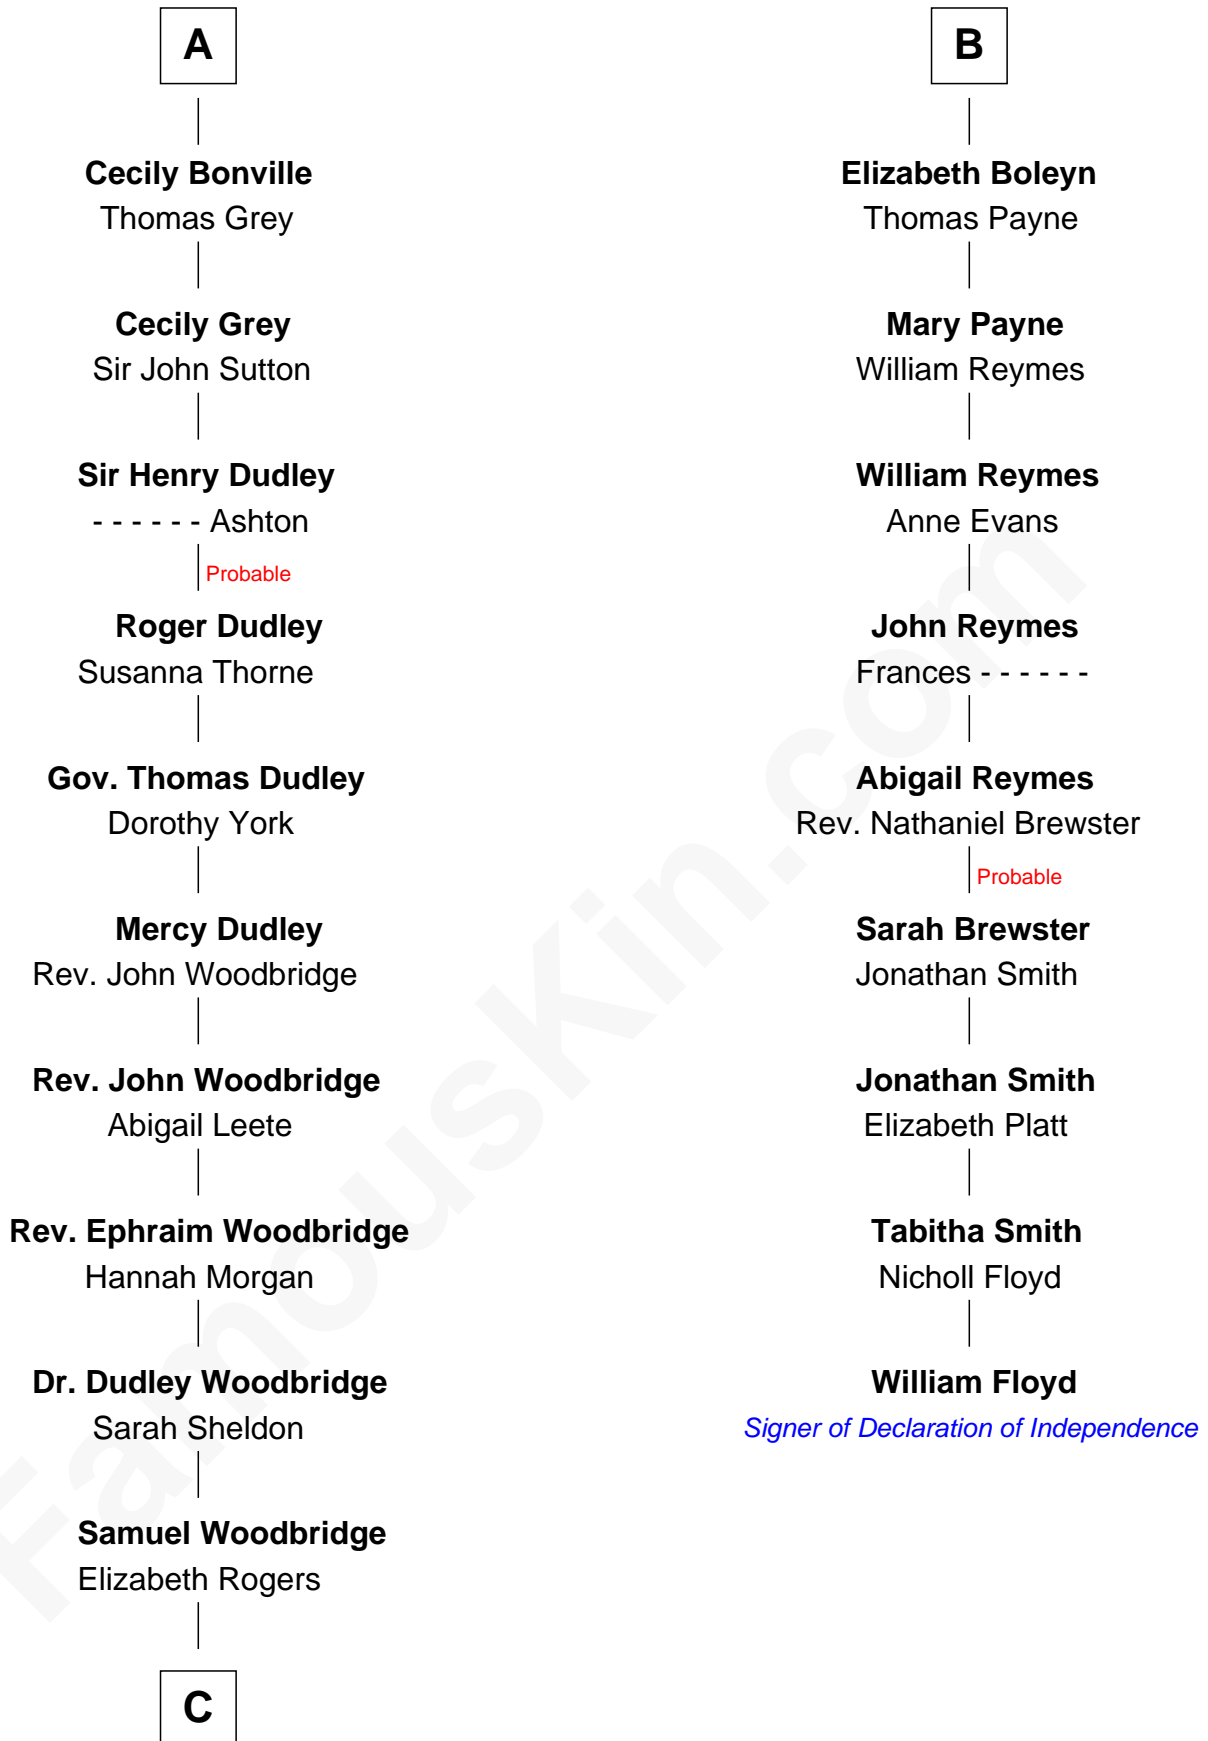 A
Cecily Bonville
Thomas Grey
Cecily Grey
Sir John Sutton
Sir Henry Dudley
- - - - - - Ashton
Probable
Roger Dudley
Susanna Thorne
Gov. Thomas Dudley
Dorothy York
Mercy Dudley
Rev. John Woodbridge
Rev. John Woodbridge
Abigail Leete
Rev. Ephraim Woodbridge
Hannah Morgan
Dr. Dudley Woodbridge
Sarah Sheldon
Samuel Woodbridge
Elizabeth Rogers
C
B
Elizabeth Boleyn
Thomas Payne
Mary Payne
William Reymes
William Reymes
Anne Evans
John Reymes
Frances - - - - - -
Abigail Reymes
Rev. Nathaniel Brewster
Probable
Sarah Brewster
Jonathan Smith
Jonathan Smith
Elizabeth Platt
Tabitha Smith
Nicholl Floyd
William Floyd
Signer of Declaration of Independence
FamousKin.com